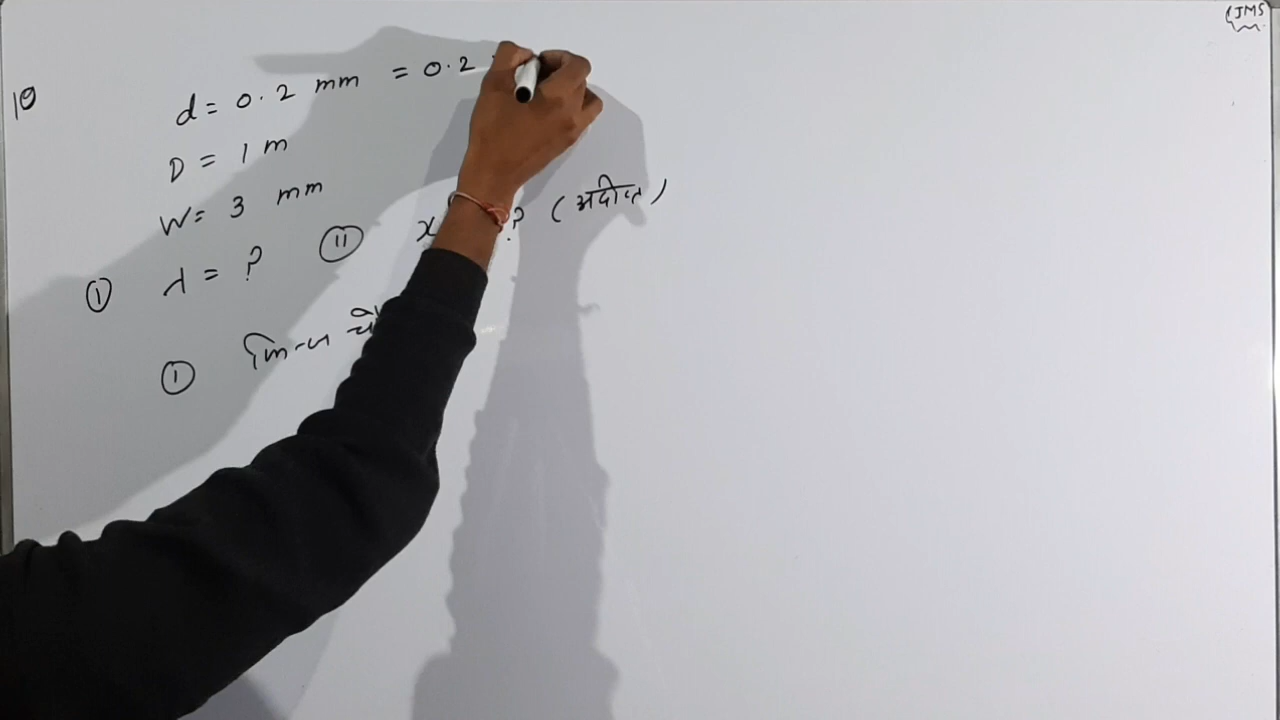 JMS
10
d = 0.2 mm = 0.2
D = 1 m
W = 3 mm
① λ = ? ⑪ x ? (अदीप्त)
①